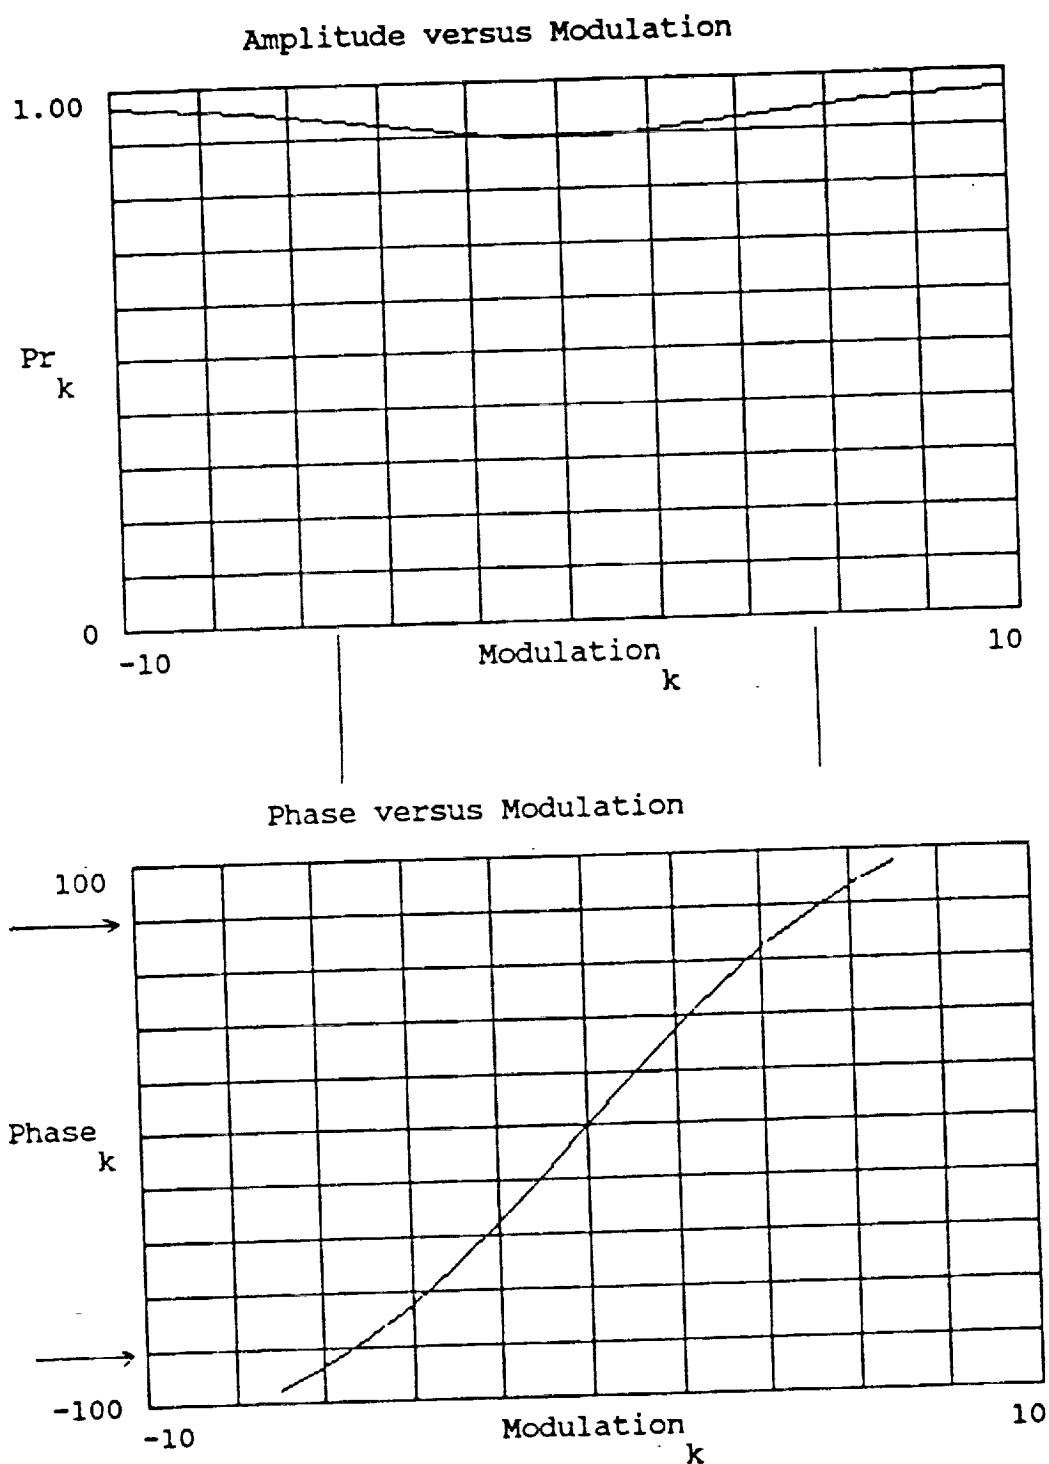 Amplitude versus Modulation
1.00
Pr
k
0
-10
Modulation
k
10
Phase versus Modulation
100
Phase
k
-100
-10
Modulation
k
10